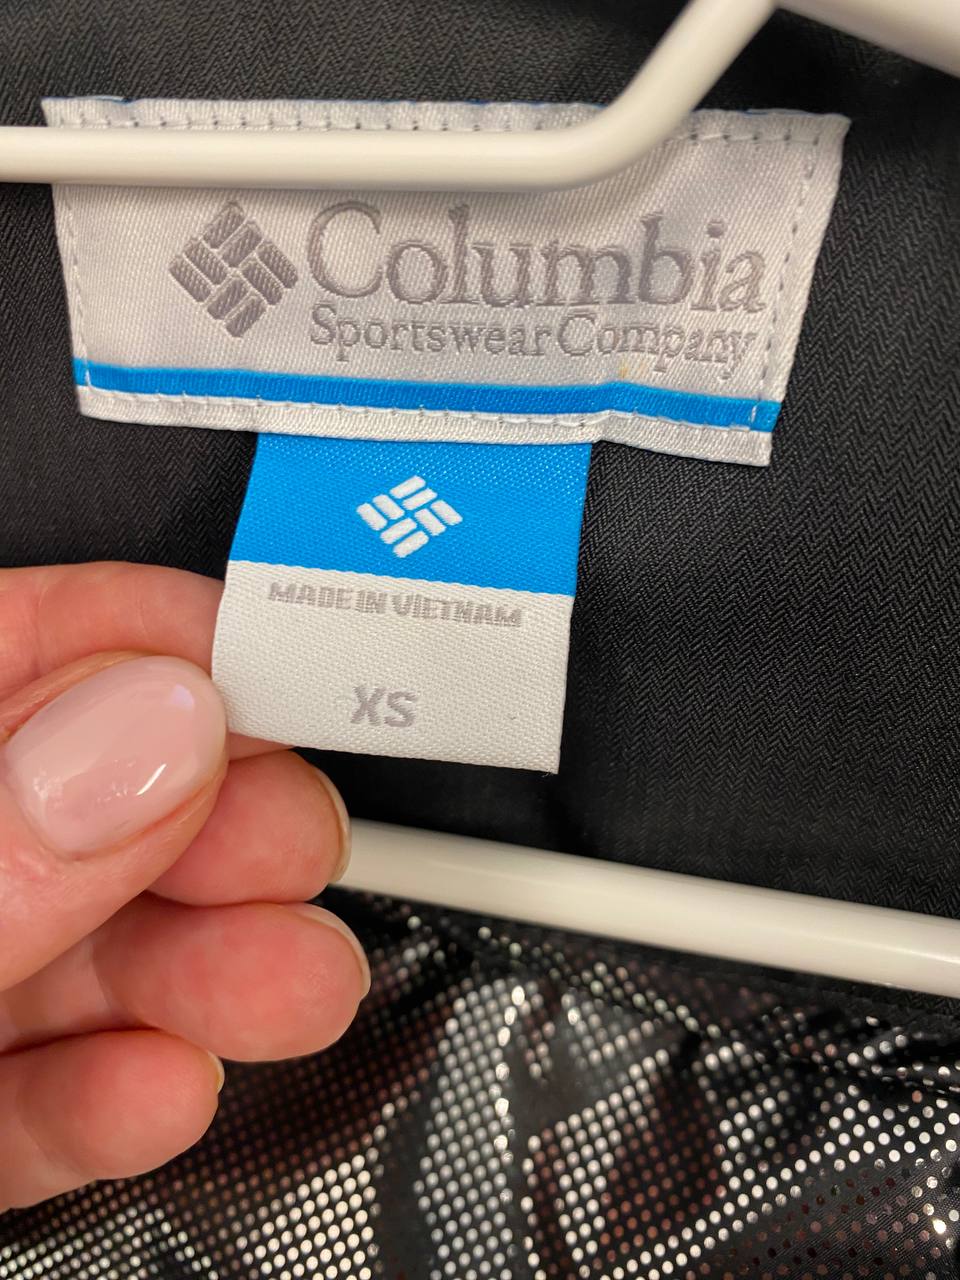 Columbia
Sportswear Company
MADE IN VIETNAM
XS